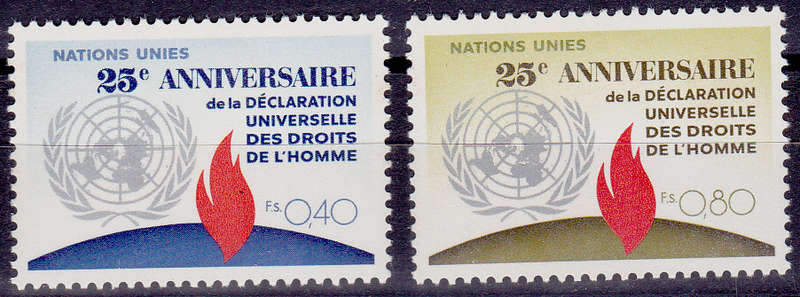 NATIONS UNIES
25e ANNIVERSAIRE
de la DÉCLARATION
UNIVERSELLE
DES DROITS
DE L'HOMME
F.s. 0,40
NATIONS UNIES
25e ANNIVERSAIRE
de la DÉCLARATION
UNIVERSELLE
DES DROITS
DE L'HOMME
F.s. 0,80